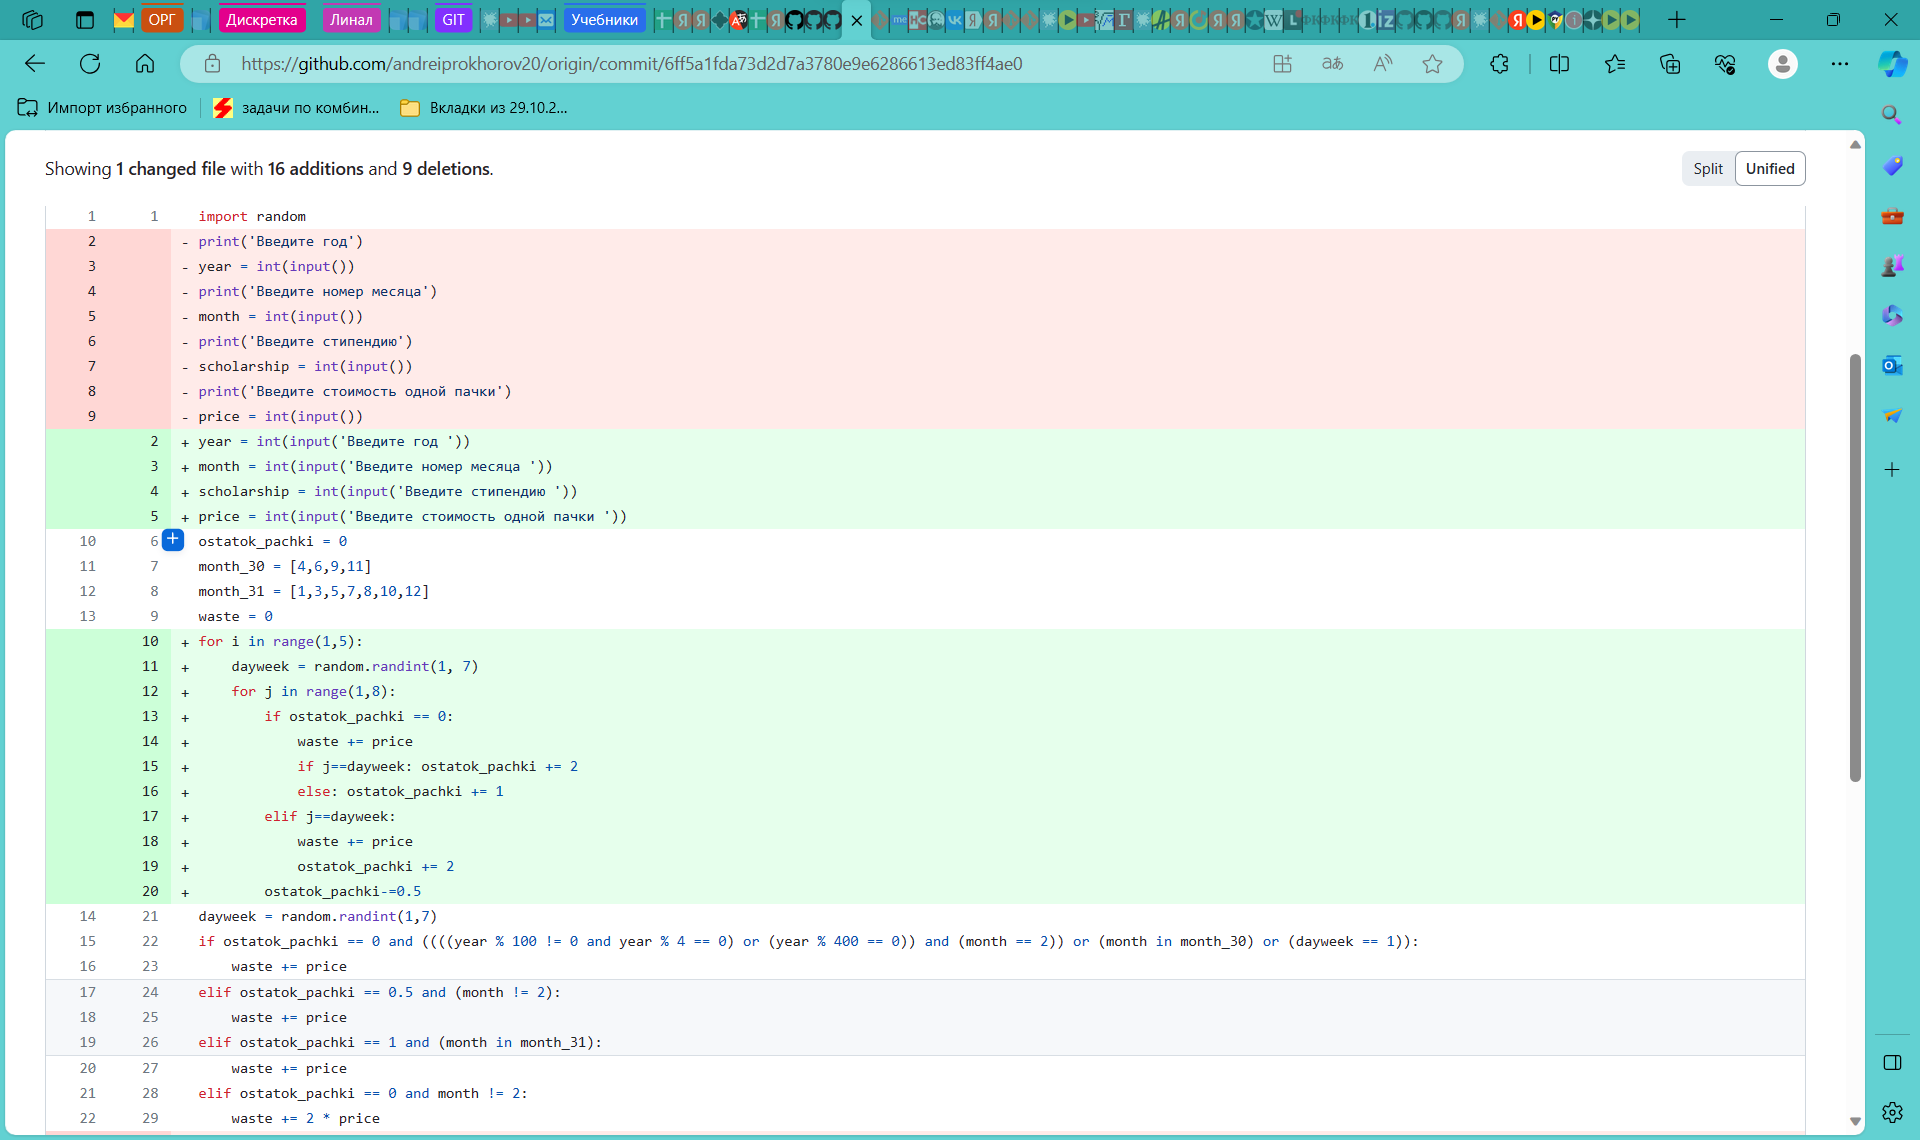 ОРГ
Дискретка
Линал
GIT
Учебники
https://github.com/andreiprokhorov20/origin/commit/6ff5a1fda73d2d7a3780e9e6286613ed83ff4ae0
Импорт избранного
задачи по комбин...
Вкладки из 29.10.2...
Showing 1 changed file with 16 additions and 9 deletions.
Split
Unified
1 1 import random
2 - print('Введите год')
3 - year = int(input())
4 - print('Введите номер месяца')
5 - month = int(input())
6 - print('Введите стипендию')
7 - scholarship = int(input())
8 - print('Введите стоимость одной пачки')
9 - price = int(input())
2 + year = int(input('Введите год '))
3 + month = int(input('Введите номер месяца '))
4 + scholarship = int(input('Введите стипендию '))
5 + price = int(input('Введите стоимость одной пачки '))
10 6 ostatok_pachki = 0
11 7 month_30 = [4,6,9,11]
12 8 month_31 = [1,3,5,7,8,10,12]
13 9 waste = 0
10 + for i in range(1,5):
11 + dayweek = random.randint(1, 7)
12 + for j in range(1,8):
13 + if ostatok_pachki == 0:
14 + waste += price
15 + if j==dayweek: ostatok_pachki += 2
16 + else: ostatok_pachki += 1
17 + elif j==dayweek:
18 + waste += price
19 + ostatok_pachki += 2
20 + ostatok_pachki-=0.5
14 21 dayweek = random.randint(1,7)
15 22 if ostatok_pachki == 0 and ((((year % 100 != 0 and year % 4 == 0) or (year % 400 == 0)) and (month == 2)) or (month in month_30) or (dayweek == 1)):
16 23 waste += price
17 24 elif ostatok_pachki == 0.5 and (month != 2):
18 25 waste += price
19 26 elif ostatok_pachki == 1 and (month in month_31):
20 27 waste += price
21 28 elif ostatok_pachki == 0 and month != 2:
22 29 waste += 2 * price